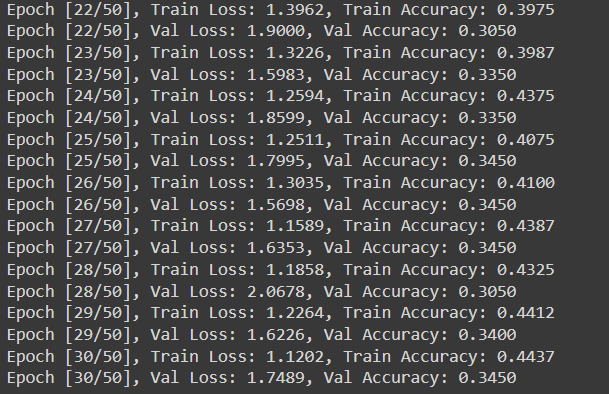 Epoch [22/50], Train Loss: 1.3962, Train Accuracy: 0.3975
Epoch [22/50], Val Loss: 1.9000, Val Accuracy: 0.3050
Epoch [23/50], Train Loss: 1.3226, Train Accuracy: 0.3987
Epoch [23/50], Val Loss: 1.5983, Val Accuracy: 0.3350
Epoch [24/50], Train Loss: 1.2594, Train Accuracy: 0.4375
Epoch [24/50], Val Loss: 1.8599, Val Accuracy: 0.3350
Epoch [25/50], Train Loss: 1.2511, Train Accuracy: 0.4075
Epoch [25/50], Val Loss: 1.7995, Val Accuracy: 0.3450
Epoch [26/50], Train Loss: 1.3035, Train Accuracy: 0.4100
Epoch [26/50], Val Loss: 1.5698, Val Accuracy: 0.3450
Epoch [27/50], Train Loss: 1.1589, Train Accuracy: 0.4387
Epoch [27/50], Val Loss: 1.6353, Val Accuracy: 0.3450
Epoch [28/50], Train Loss: 1.1858, Train Accuracy: 0.4325
Epoch [28/50], Val Loss: 2.0678, Val Accuracy: 0.3050
Epoch [29/50], Train Loss: 1.2264, Train Accuracy: 0.4412
Epoch [29/50], Val Loss: 1.6226, Val Accuracy: 0.3400
Epoch [30/50], Train Loss: 1.1202, Train Accuracy: 0.4437
Epoch [30/50], Val Loss: 1.7489, Val Accuracy: 0.3450